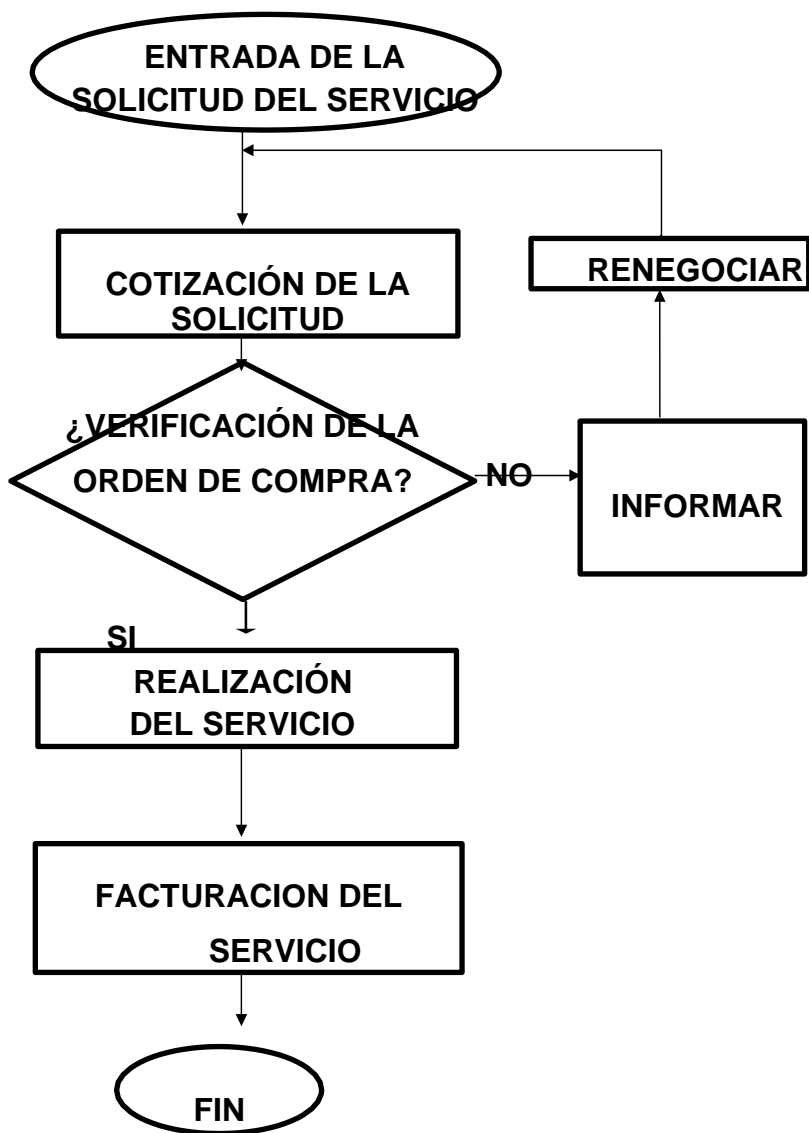 ENTRADA DE LA
SOLICITUD DEL SERVICIO
COTIZACIÓN DE LA
SOLICITUD
RENEGOCIAR
¿VERIFICACIÓN DE LA
ORDEN DE COMPRA?
NO
INFORMAR
SI
REALIZACIÓN
DEL SERVICIO
FACTURACION DEL
SERVICIO
FIN